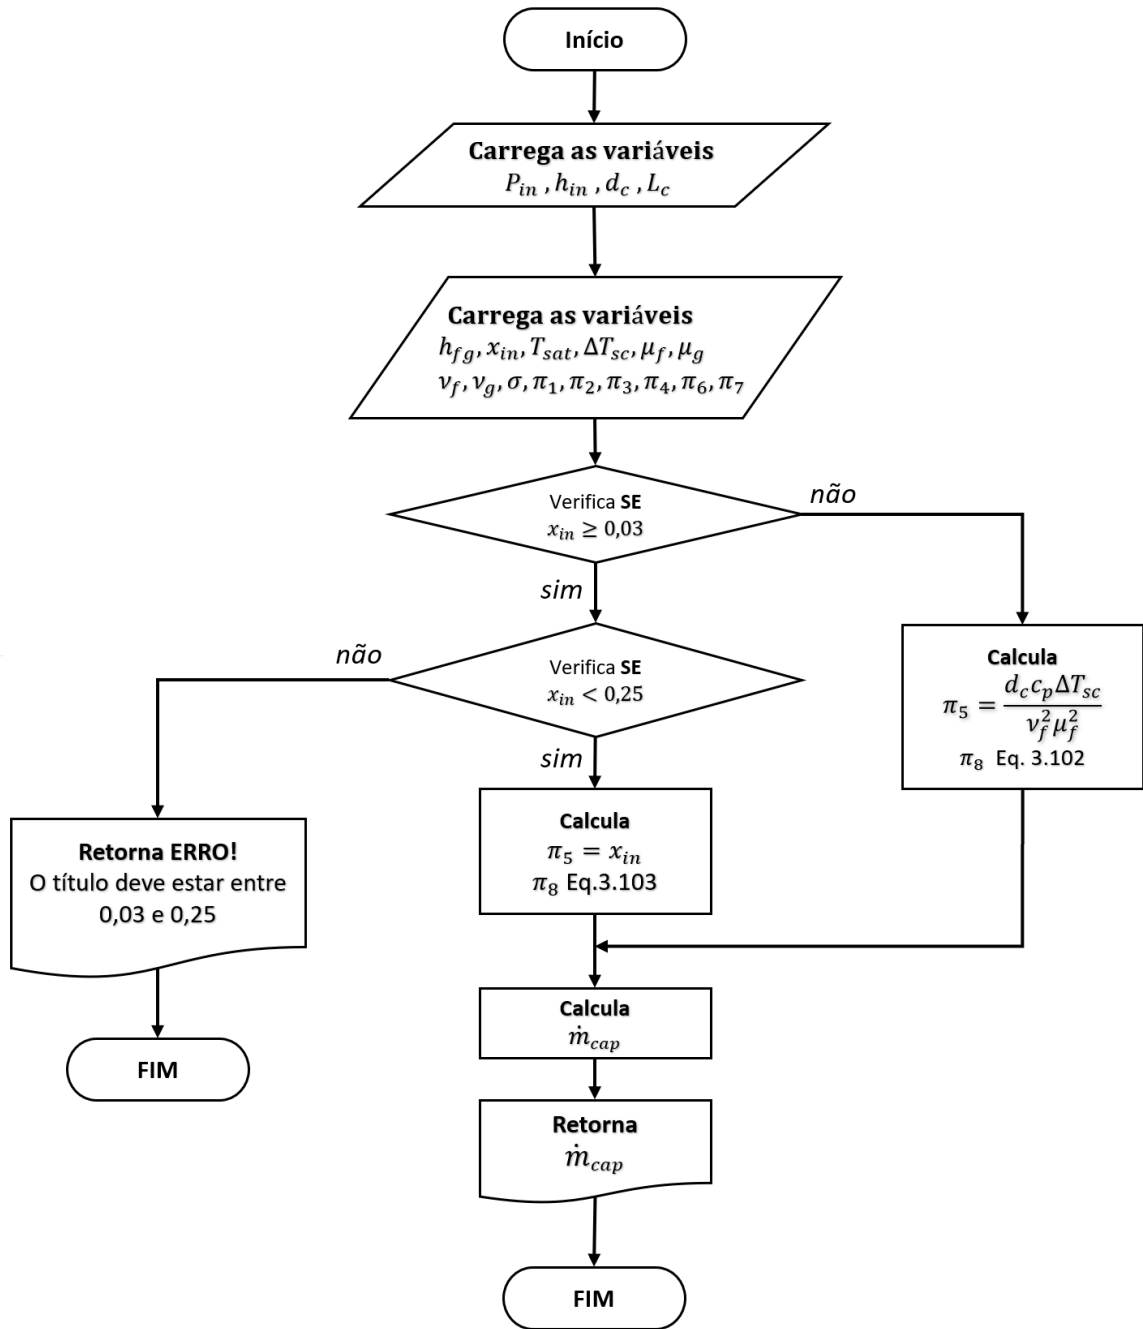 Início
Carrega as variáveis
P_in , h_in , d_c , L_c
Carrega as variáveis
h_fg, x_in, T_sat, ΔT_sc, μ_f, μ_g
ν_f, ν_g, σ, π_1, π_2, π_3, π_4, π_6, π_7
Verifica SE
x_in ≥ 0,03
não
sim
Verifica SE
x_in < 0,25
não
sim
Calcula
π_5 = d_c c_p ΔT_sc / ν_f^2 μ_f^2
π_8 Eq. 3.102
Retorna ERRO!
O título deve estar entre
0,03 e 0,25
FIM
Calcula
π_5 = x_in
π_8 Eq.3.103
Calcula
ṁ_cap
Retorna
ṁ_cap
FIM